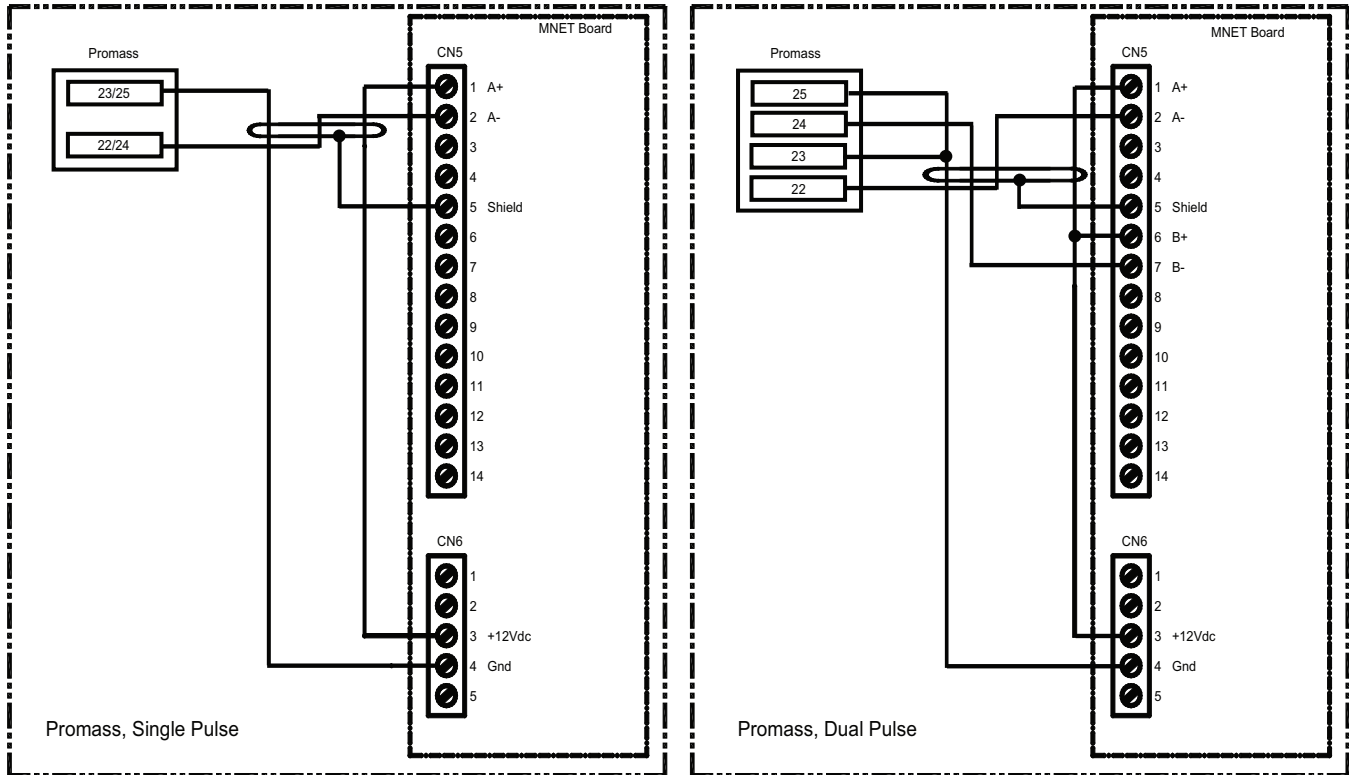 MNET Board
Promass
CN5
23/25
22/24
1 A+
2 A-
3
4
5 Shield
6
7
8
9
10
11
12
13
14
CN6
1
2
3 +12Vdc
4 Gnd
5
Promass, Single Pulse
MNET Board
Promass
CN5
25
24
23
22
1 A+
2 A-
3
4
5 Shield
6 B+
7 B-
8
9
10
11
12
13
14
CN6
1
2
3 +12Vdc
4 Gnd
5
Promass, Dual Pulse